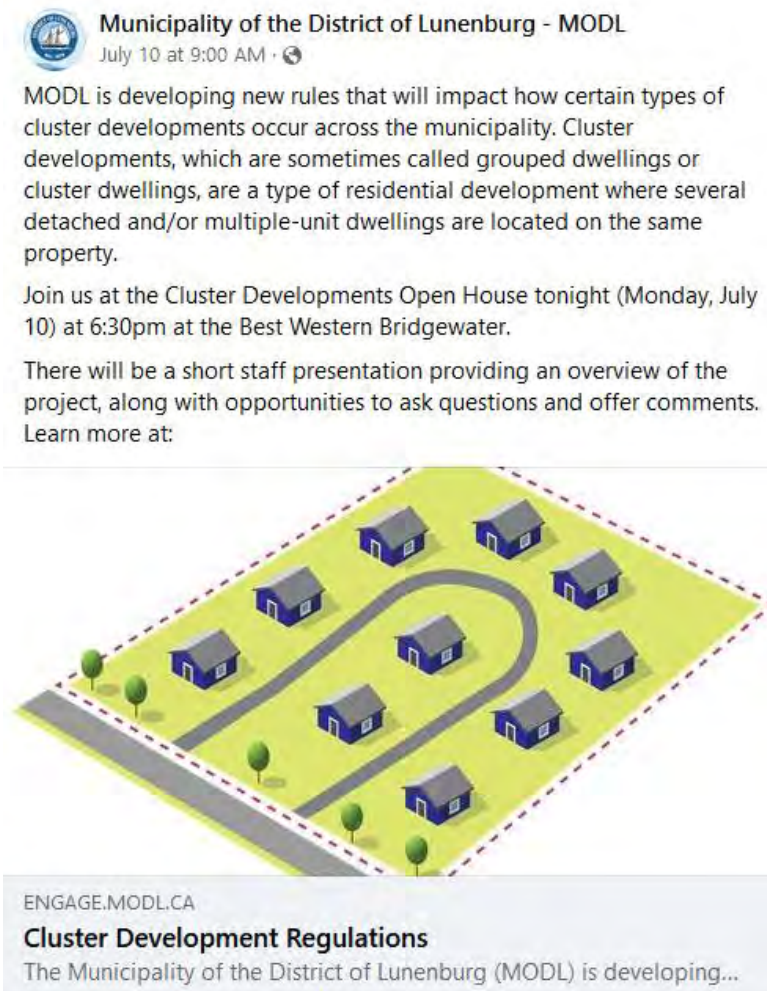 Municipality of the District of Lunenburg - MODL
July 10 at 9:00 AM ·
MODL is developing new rules that will impact how certain types of
cluster developments occur across the municipality. Cluster
developments, which are sometimes called grouped dwellings or
cluster dwellings, are a type of residential development where several
detached and/or multiple-unit dwellings are located on the same
property.
Join us at the Cluster Developments Open House tonight (Monday, July
10) at 6:30pm at the Best Western Bridgewater.
There will be a short staff presentation providing an overview of the
project, along with opportunities to ask questions and offer comments.
Learn more at:
ENGAGE.MODL.CA
Cluster Development Regulations
The Municipality of the District of Lunenburg (MODL) is developing...